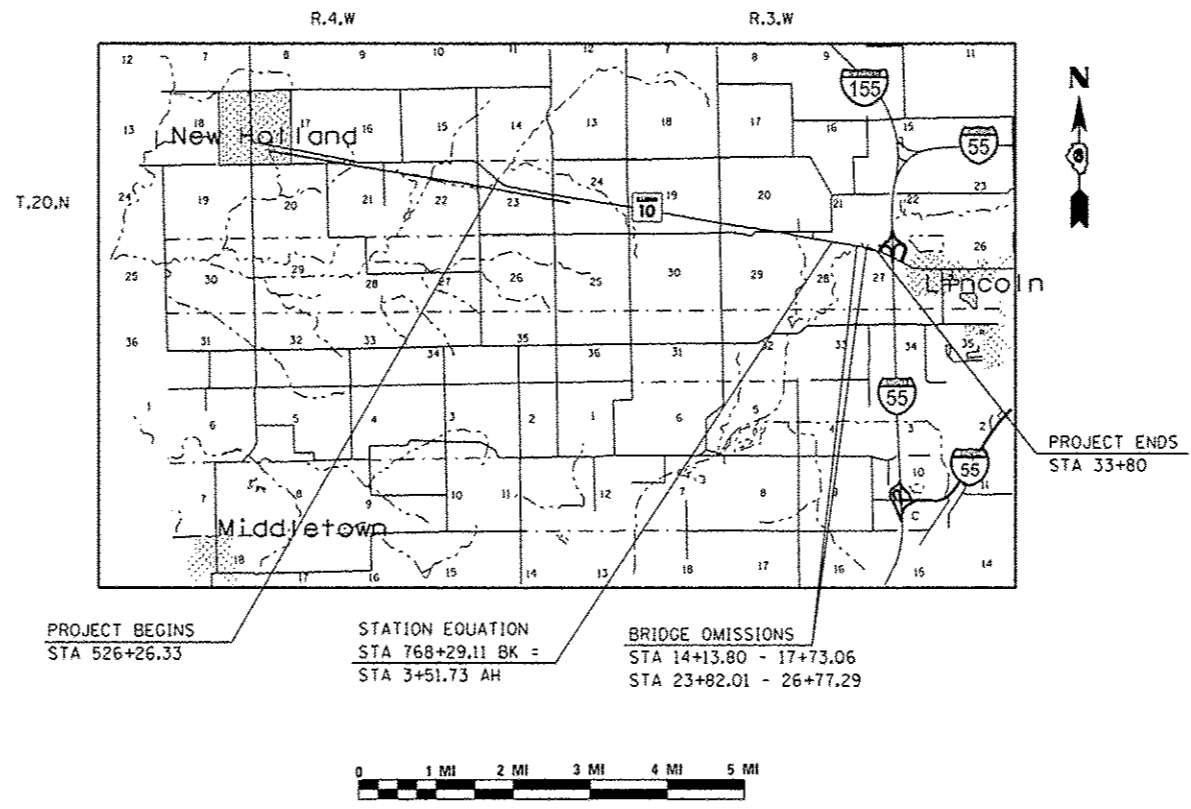 R.4.W
R.3.W
12 7 8 9 10 11 12 7 8 9 11
155
N
13 18 17 16 15 14 13 18 17 16 15
New Holland
55
T.20.N
24 19 20 21 22 23 24 19 20 21 22 23
10
25 30 29 28 27 26 25 30 29 28 27 26
Lincoln
36 31 32 33 34 35 36 31 32 33 34 35
55
6 5 4 3 2 1 6 5 4 3 2
PROJECT ENDS
STA 33+80
55
7 8 9 10 11 12 7 8 9 10 11
C
Middletown
18 17 16 15 14 13 18 17 16 15 14
PROJECT BEGINS
STA 526+26.33
STATION EQUATION
STA 768+29.11 BK =
STA 3+51.73 AH
BRIDGE OMISSIONS
STA 14+13.80 - 17+73.06
STA 23+82.01 - 26+77.29
0 1 MI 2 MI 3 MI 4 MI 5 MI